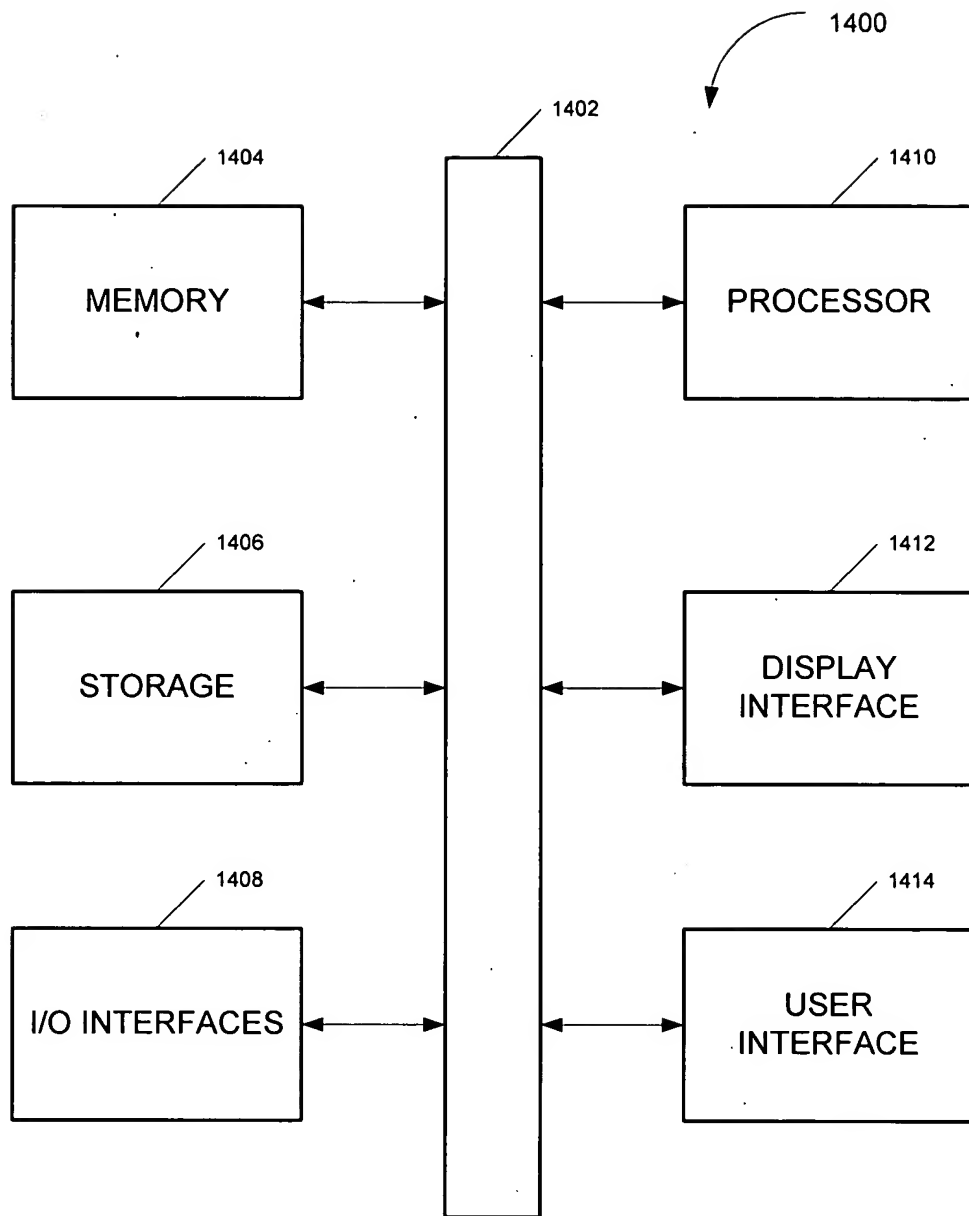 1400
1402
1404
1410
MEMORY
PROCESSOR
1406
1412
STORAGE
DISPLAY
INTERFACE
1408
1414
I/O INTERFACES
USER
INTERFACE